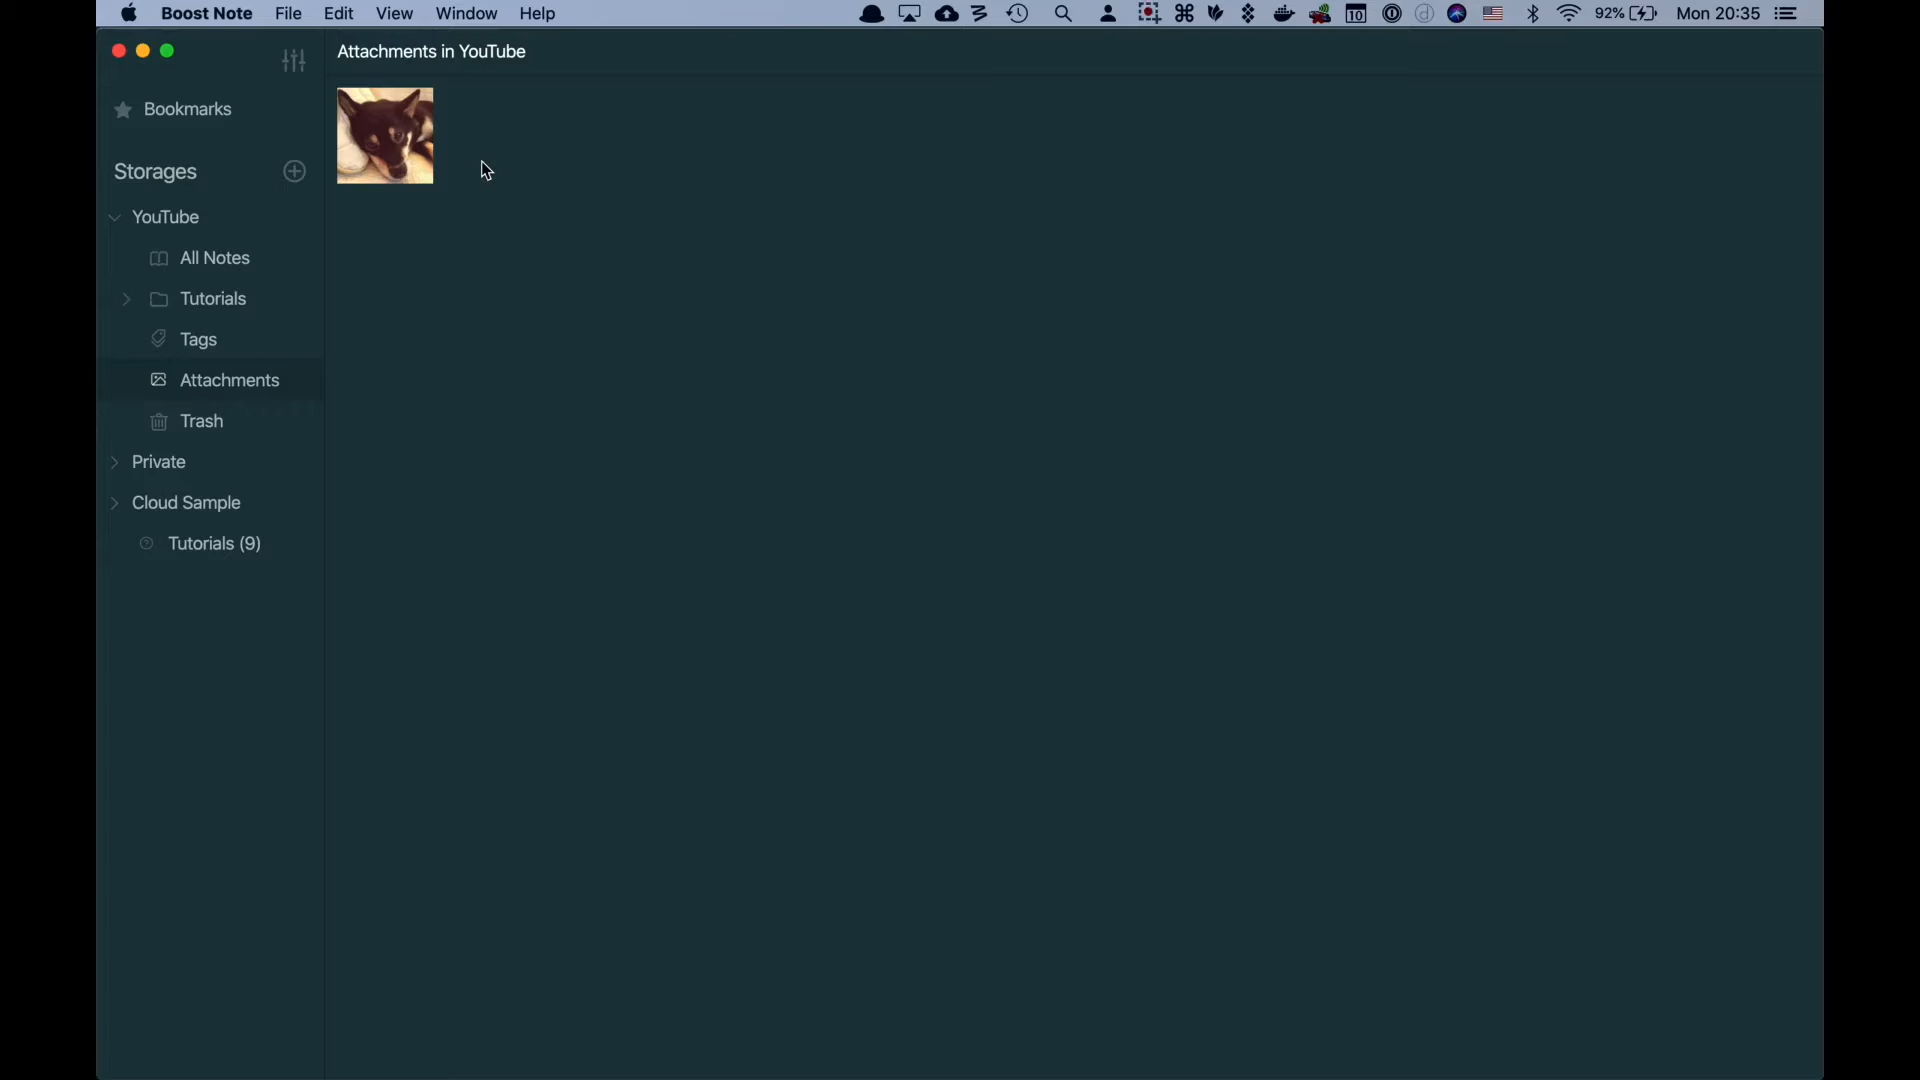 Boost Note File Edit View Window Help 10 92% Mon 20:35
Attachments in YouTube
Bookmarks
Storages
YouTube
All Notes
Tutorials
Tags
Attachments
Trash
Private
Cloud Sample
Tutorials (9)